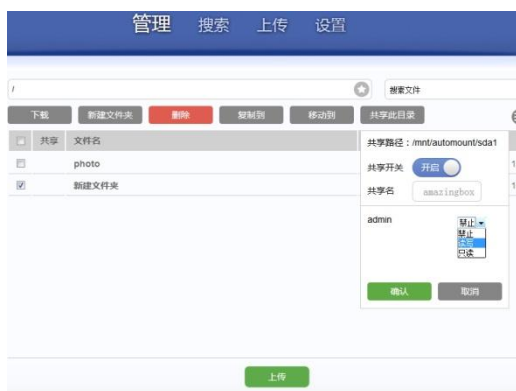 管理 搜索 上传 设置
/ 搜索文件
下载 新建文件夹 删除 复制到 移动到 共享此目录
共享 文件名
共享路径：/mnt/automount/sda1
photo
共享开关 开启
新建文件夹
共享名 amazingbox
admin 禁止
禁止
读写
只读
确认 取消
上传